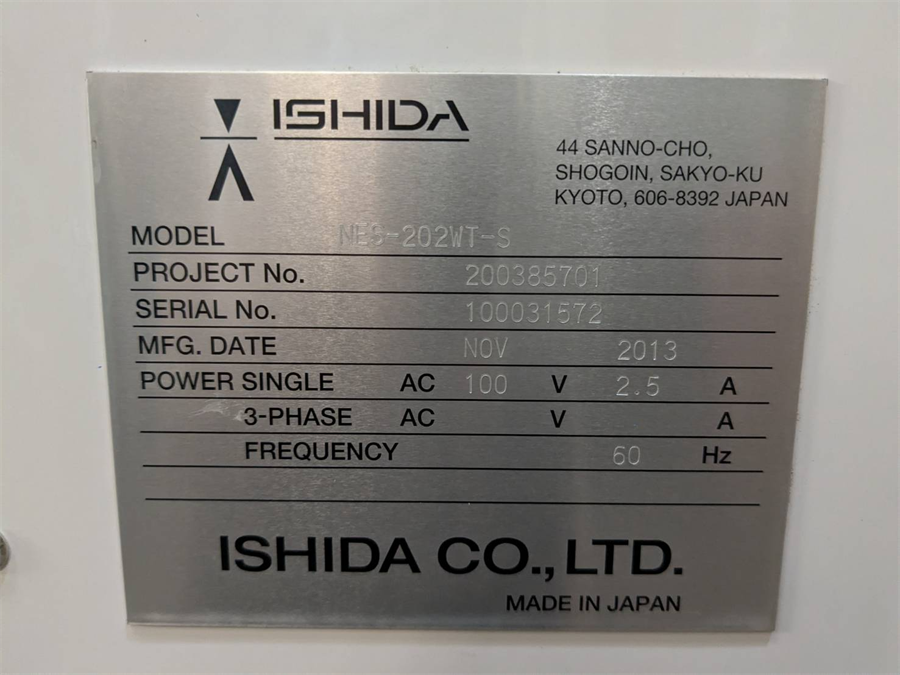 ISHIDA
44 SANNO-CHO,
SHOGOIN, SAKYO-KU
KYOTO, 606-8392 JAPAN
MODEL NES-202WT-S
PROJECT No. 200385701
SERIAL No. 100031572
MFG. DATE NOV 2013
POWER SINGLE AC 100 V 2.5 A
3-PHASE AC V A
FREQUENCY 60 Hz
ISHIDA CO.,LTD.
MADE IN JAPAN